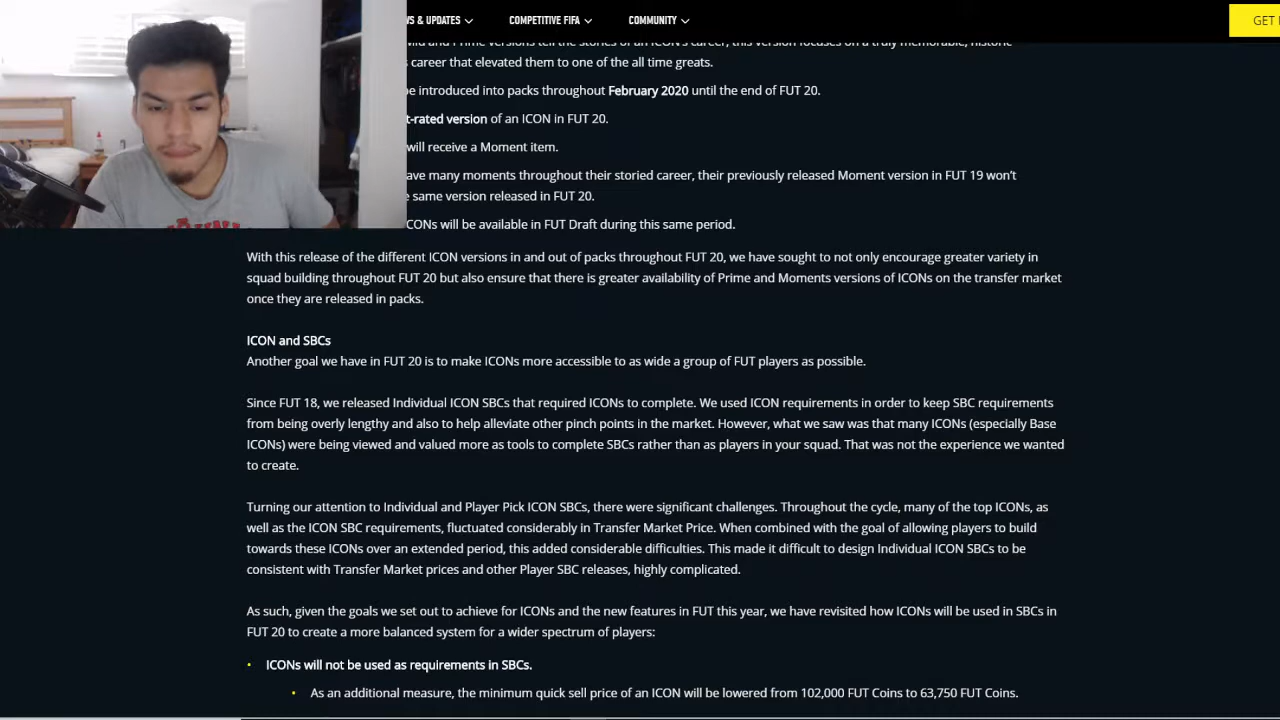 WS & UPDATES COMPETITIVE FIFA COMMUNITY GET
Mid and Prime versions tell the stories of an ICON's career, this version focuses on a truly memorable, historic
s career that elevated them to one of the all time greats.
be introduced into packs throughout February 2020 until the end of FUT 20.
t-rated version of an ICON in FUT 20.
will receive a Moment item.
ave many moments throughout their storied career, their previously released Moment version in FUT 19 won't
e same version released in FUT 20.
CONs will be available in FUT Draft during this same period.
With this release of the different ICON versions in and out of packs throughout FUT 20, we have sought to not only encourage greater variety in
squad building throughout FUT 20 but also ensure that there is greater availability of Prime and Moments versions of ICONs on the transfer market
once they are released in packs.
ICON and SBCs
Another goal we have in FUT 20 is to make ICONs more accessible to as wide a group of FUT players as possible.
Since FUT 18, we released Individual ICON SBCs that required ICONs to complete. We used ICON requirements in order to keep SBC requirements
from being overly lengthy and also to help alleviate other pinch points in the market. However, what we saw was that many ICONs (especially Base
ICONs) were being viewed and valued more as tools to complete SBCs rather than as players in your squad. That was not the experience we wanted
to create.
Turning our attention to Individual and Player Pick ICON SBCs, there were significant challenges. Throughout the cycle, many of the top ICONs, as
well as the ICON SBC requirements, fluctuated considerably in Transfer Market Price. When combined with the goal of allowing players to build
towards these ICONs over an extended period, this added considerable difficulties. This made it difficult to design Individual ICON SBCs to be
consistent with Transfer Market prices and other Player SBC releases, highly complicated.
As such, given the goals we set out to achieve for ICONs and the new features in FUT this year, we have revisited how ICONs will be used in SBCs in
FUT 20 to create a more balanced system for a wider spectrum of players:
• ICONs will not be used as requirements in SBCs.
• As an additional measure, the minimum quick sell price of an ICON will be lowered from 102,000 FUT Coins to 63,750 FUT Coins.